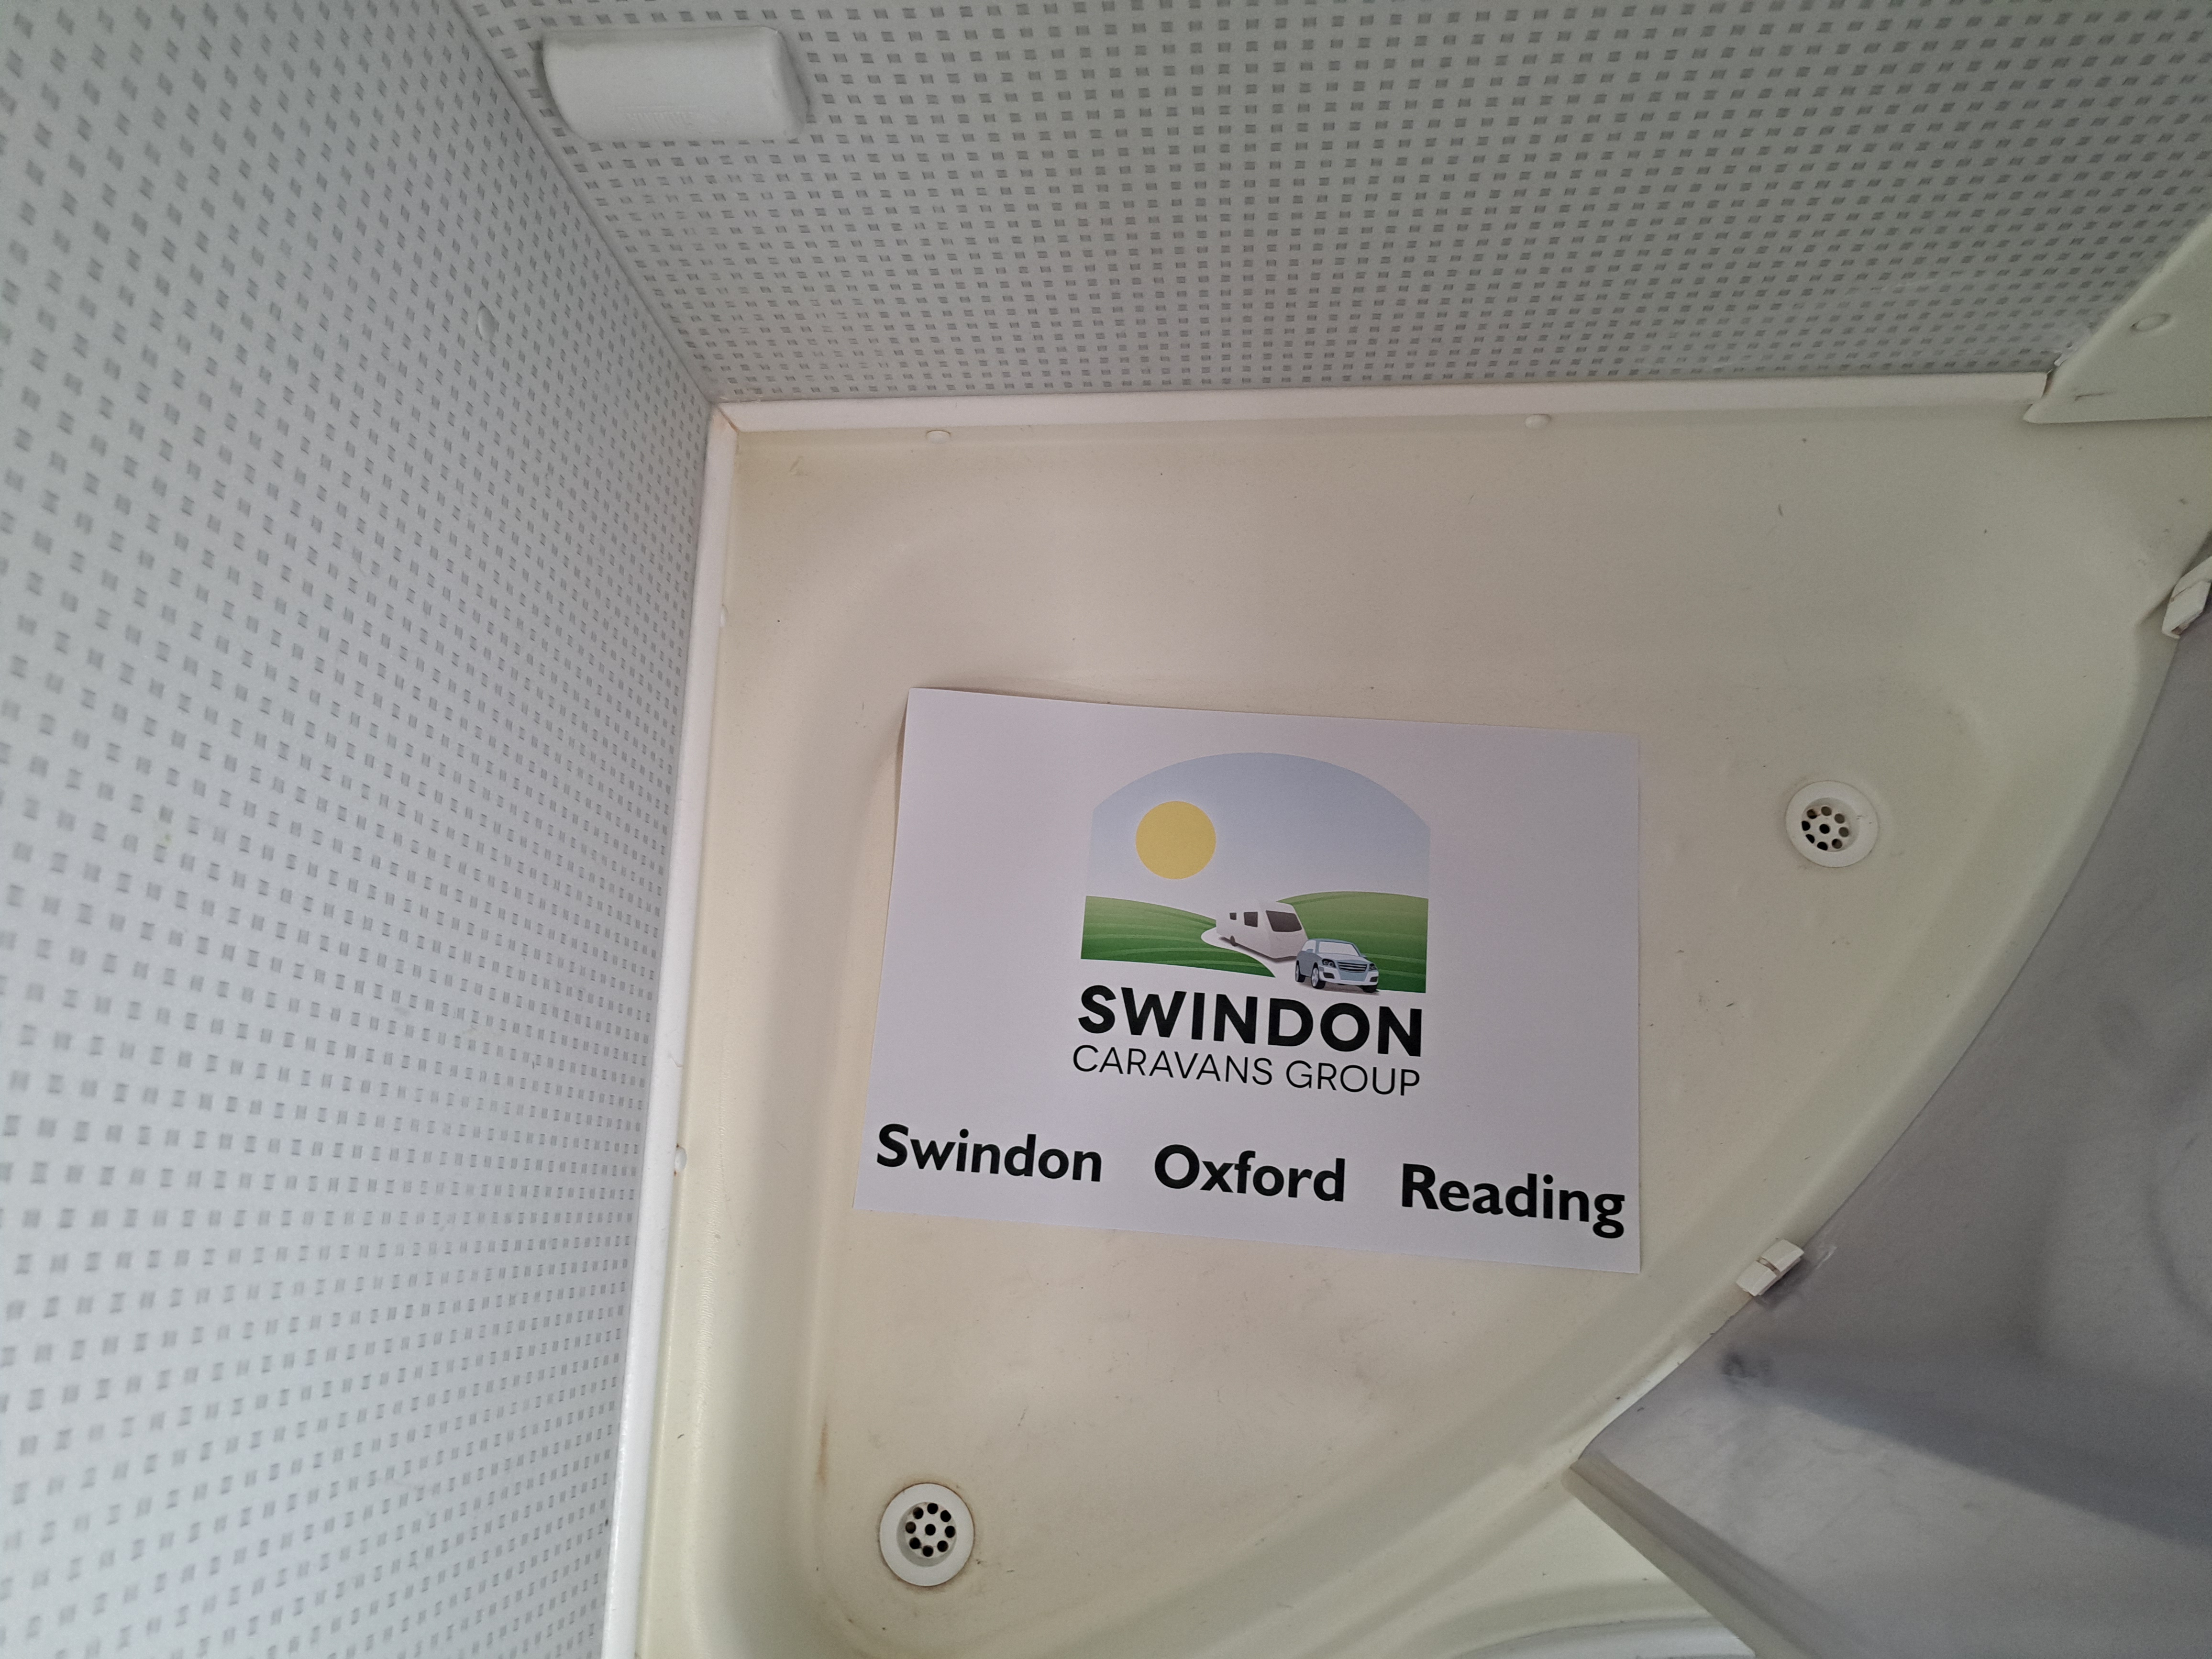 SWINDON
CARAVANS GROUP
Swindon Oxford Reading